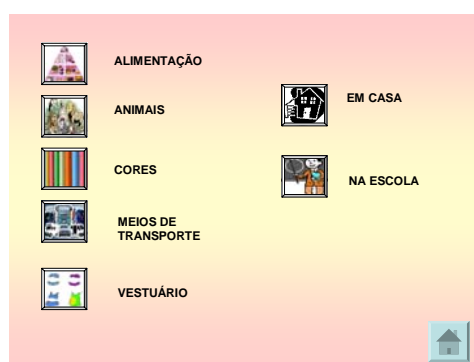 ALIMENTAÇÃO
ANIMAIS
CORES
MEIOS DE
TRANSPORTE
VESTUÁRIO
EM CASA
NA ESCOLA